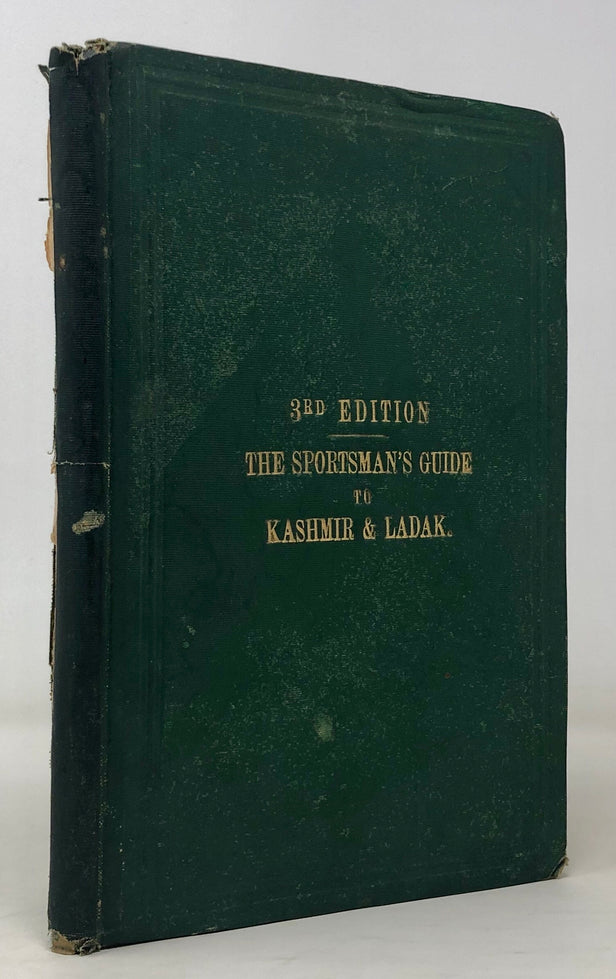 3RD EDITION
THE SPORTSMAN'S GUIDE
TO
KASHMIR & LADAK.